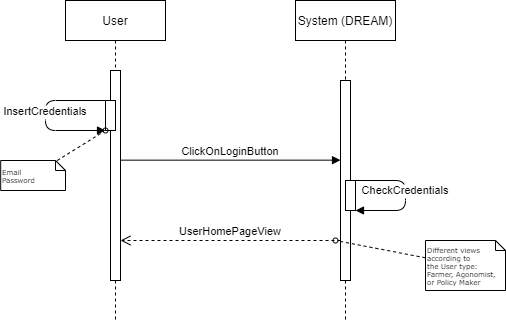 User
System (DREAM)
InsertCredentials
ClickOnLoginButton
Email
Password
CheckCredentials
UserHomePageView
Different views
according to
the User type:
Farmer, Agonomist,
or Policy Maker